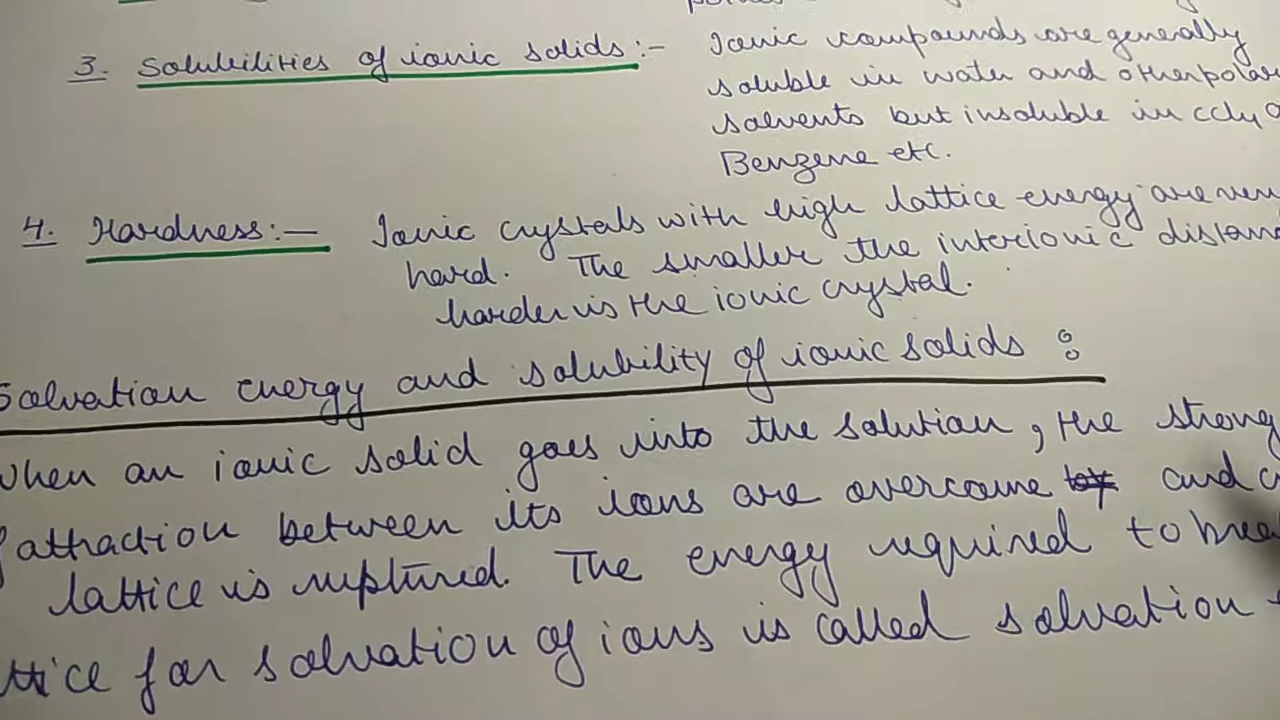 3. Solubilities of ionic solids:- Ionic compounds are generally
soluble in water and other polar
solvents but insoluble in CCl4
Benzene etc.
4. Hardness:- Ionic crystals with high lattice energy are
hard. The smaller the interionic
harder is the ionic crystal.
Solvation energy and solubility of ionic solids :
When an ionic solid goes into the solution, the strong
attraction between its ions are overcome and
lattice is ruptured. The energy required to
for solvation of ions is called solvation